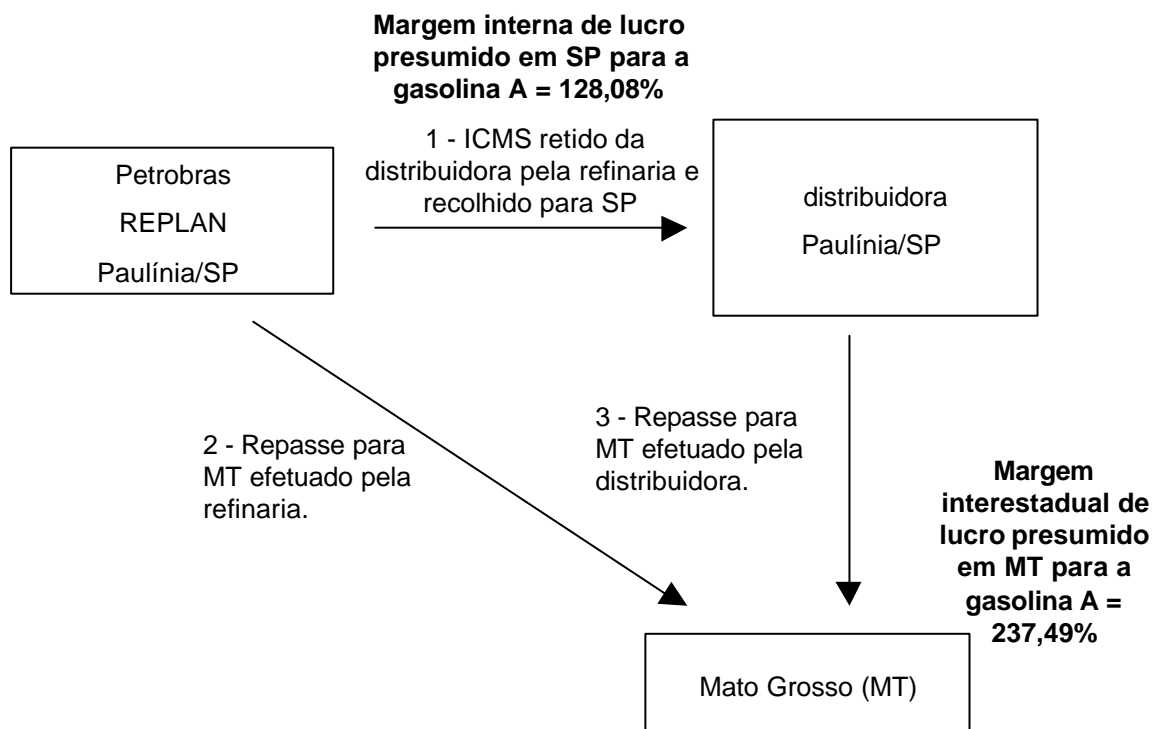 Margem interna de lucro
presumido em SP para a
gasolina A = 128,08%
1 - ICMS retido da
distribuidora pela refinaria e
recolhido para SP
Petrobras
REPLAN
Paulínia/SP
distribuidora
Paulínia/SP
2 - Repasse para
MT efetuado pela
refinaria.
3 - Repasse para
MT efetuado pela
distribuidora.
Margem
interestadual de
lucro presumido
em MT para a
gasolina A =
237,49%
Mato Grosso (MT)